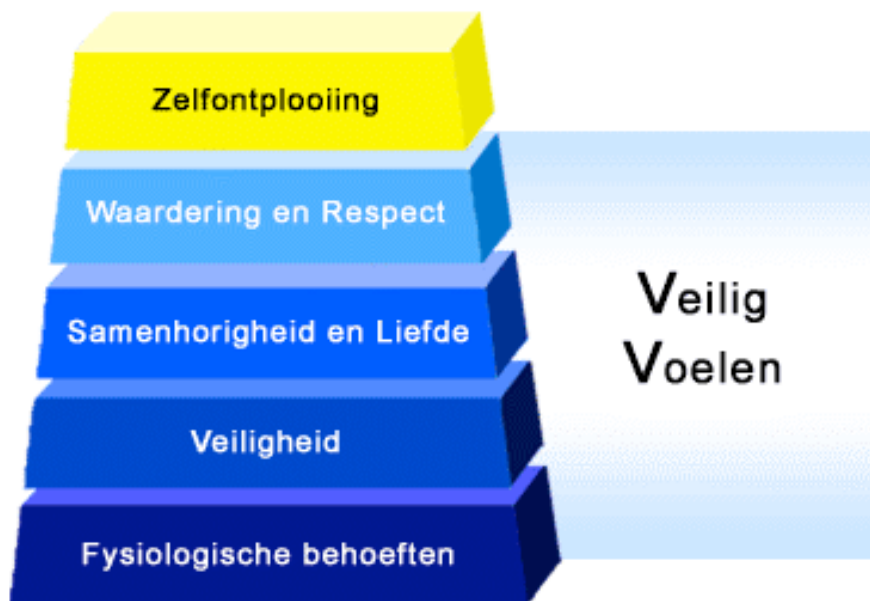 Zelfontplooiing
Waardering en Respect
Samenhorigheid en Liefde
Veiligheid
Fysiologische behoeften
Veilig
Voelen